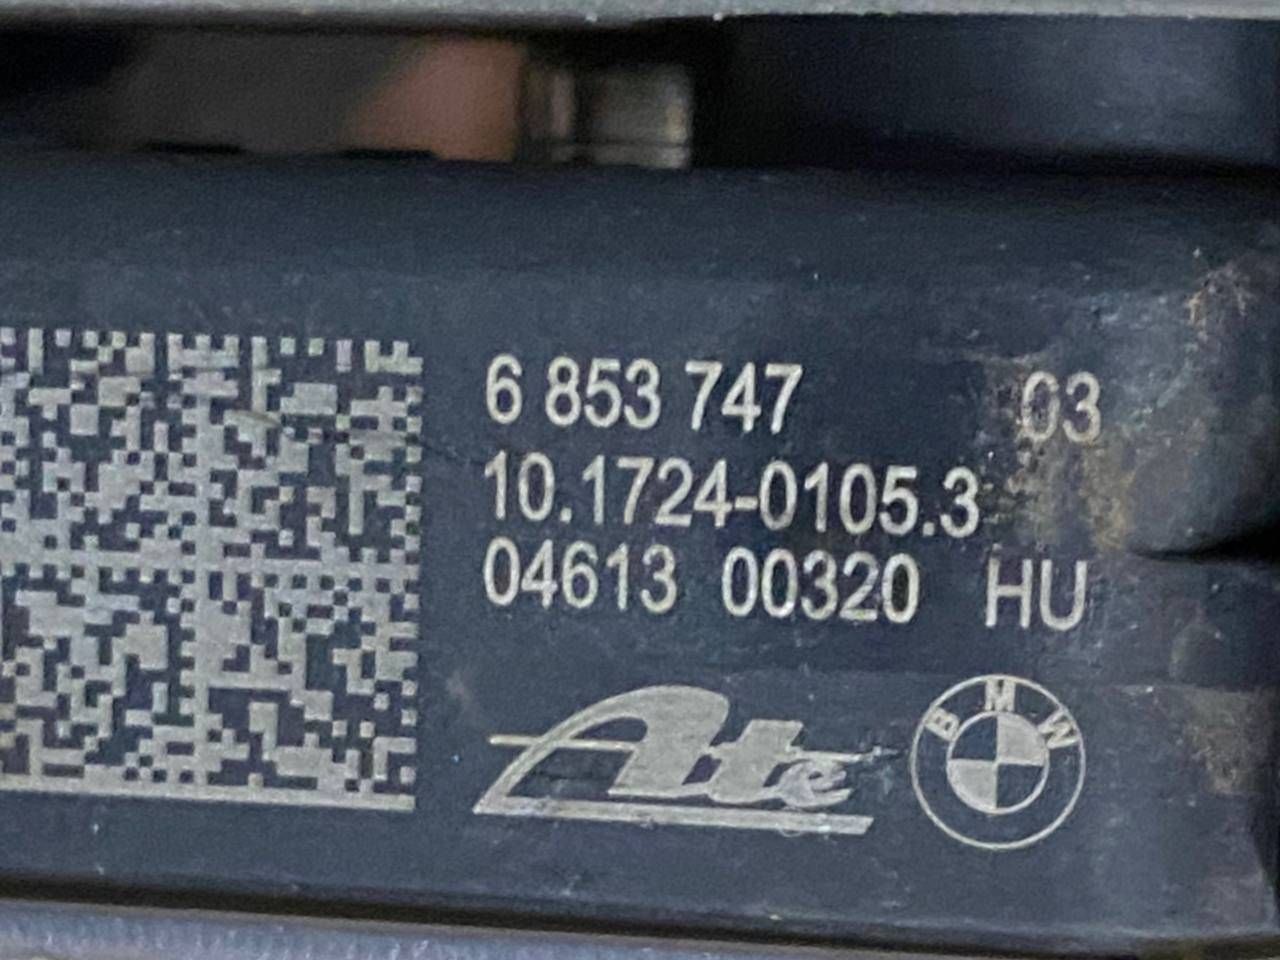 6 853 747 03
10.1724-0105.3
04613 00320 HU
Ate
BMW